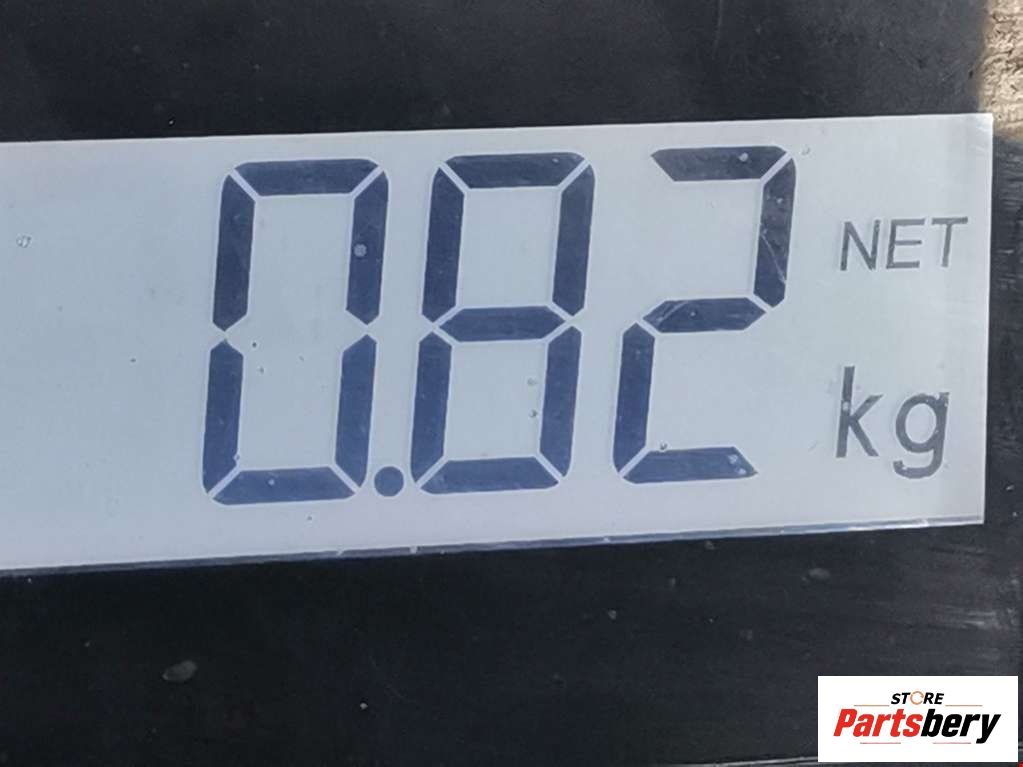 0.82 NET
kg
STORE
Partsbery